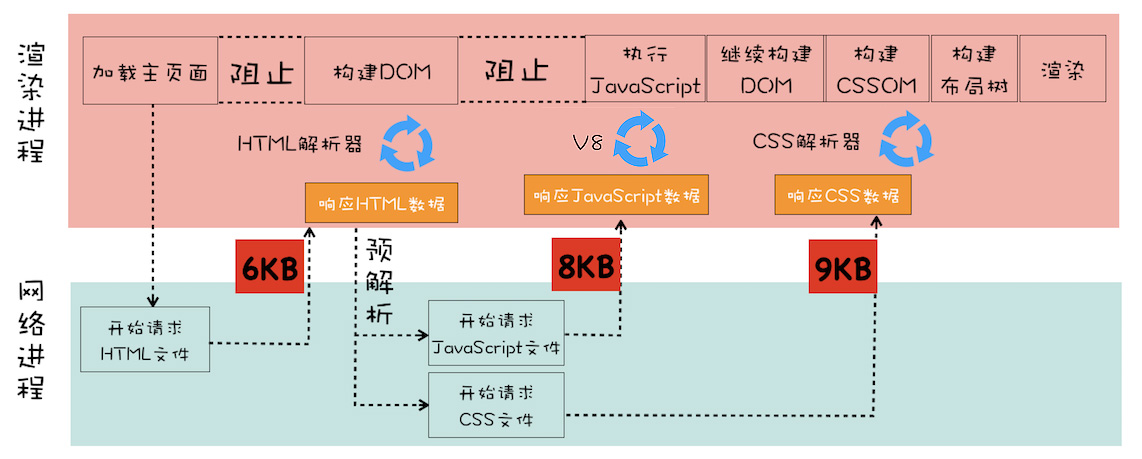 渲染进程
加载主页面
阻止
构建DOM
阻止
执行
JavaScript
继续构建
DOM
构建
CSSOM
构建
布局树
渲染
HTML解析器
V8
CSS解析器
响应HTML数据
响应JavaScript数据
响应CSS数据
6KB
预解析
8KB
9KB
网络进程
开始请求
HTML文件
开始请求
JavaScript文件
开始请求
CSS文件